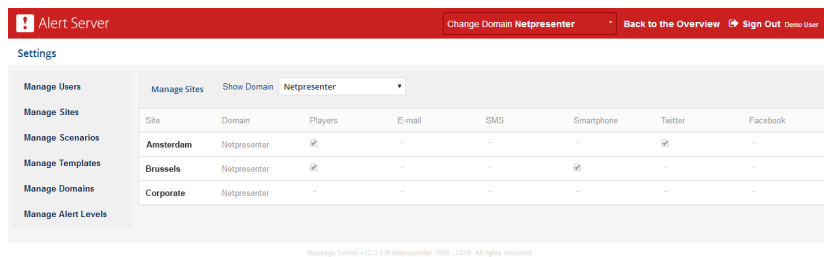 ! Alert Server
Change Domain Netpresenter
Back to the Overview
Sign Out Demo User
Settings
Manage Users
Manage Sites
Manage Scenarios
Manage Templates
Manage Domains
Manage Alert Levels
Manage Sites Show Domain Netpresenter
Site Domain Players E-mail SMS Smartphone Twitter Facebook
Amsterdam Netpresenter – – – –
Brussels Netpresenter – – – –
Corporate Netpresenter – – – – – –
Message Server v12.3.5 © Netpresenter 1990 - 2016. All rights reserved.